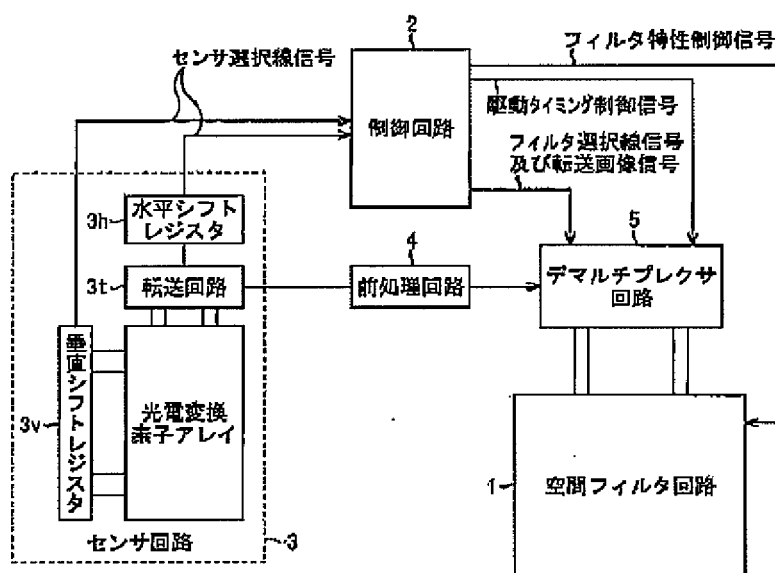 2
フィルタ特性制御信号
センサ選択線信号
制御回路
駆動タイミング制御信号
フィルタ選択線信号
及び転送画像信号
3h
水平シフト
レジスタ
4
5
3t
転送回路
前処理回路
デマルチプレクサ
回路
垂直シフトレジスタ
3v
光電変換
素子アレイ
1
空間フィルタ回路
センサ回路
3